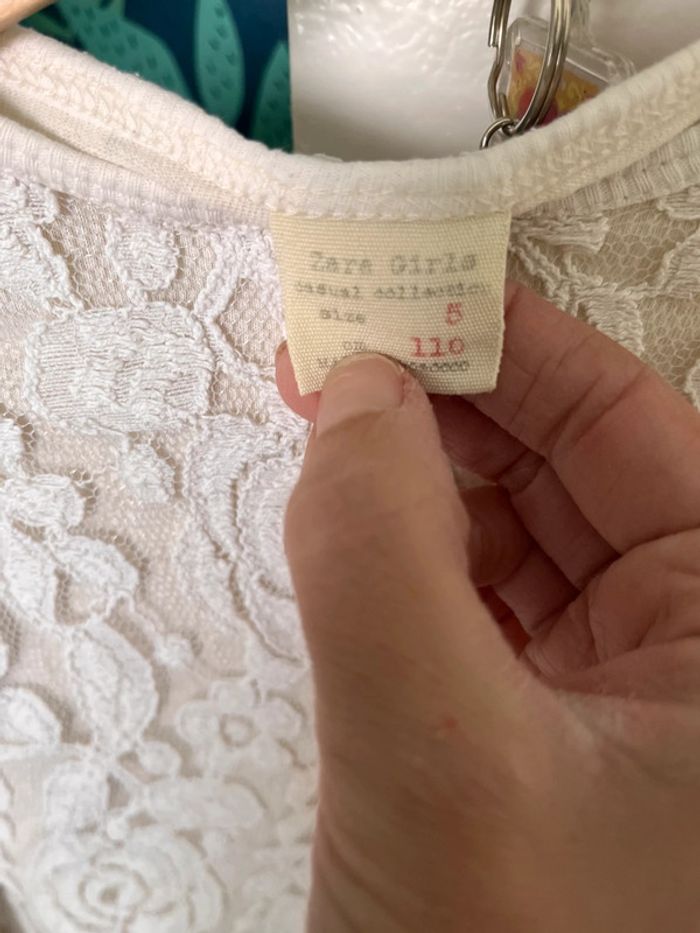 Zara Girls
casual collection
size 5
cm 110